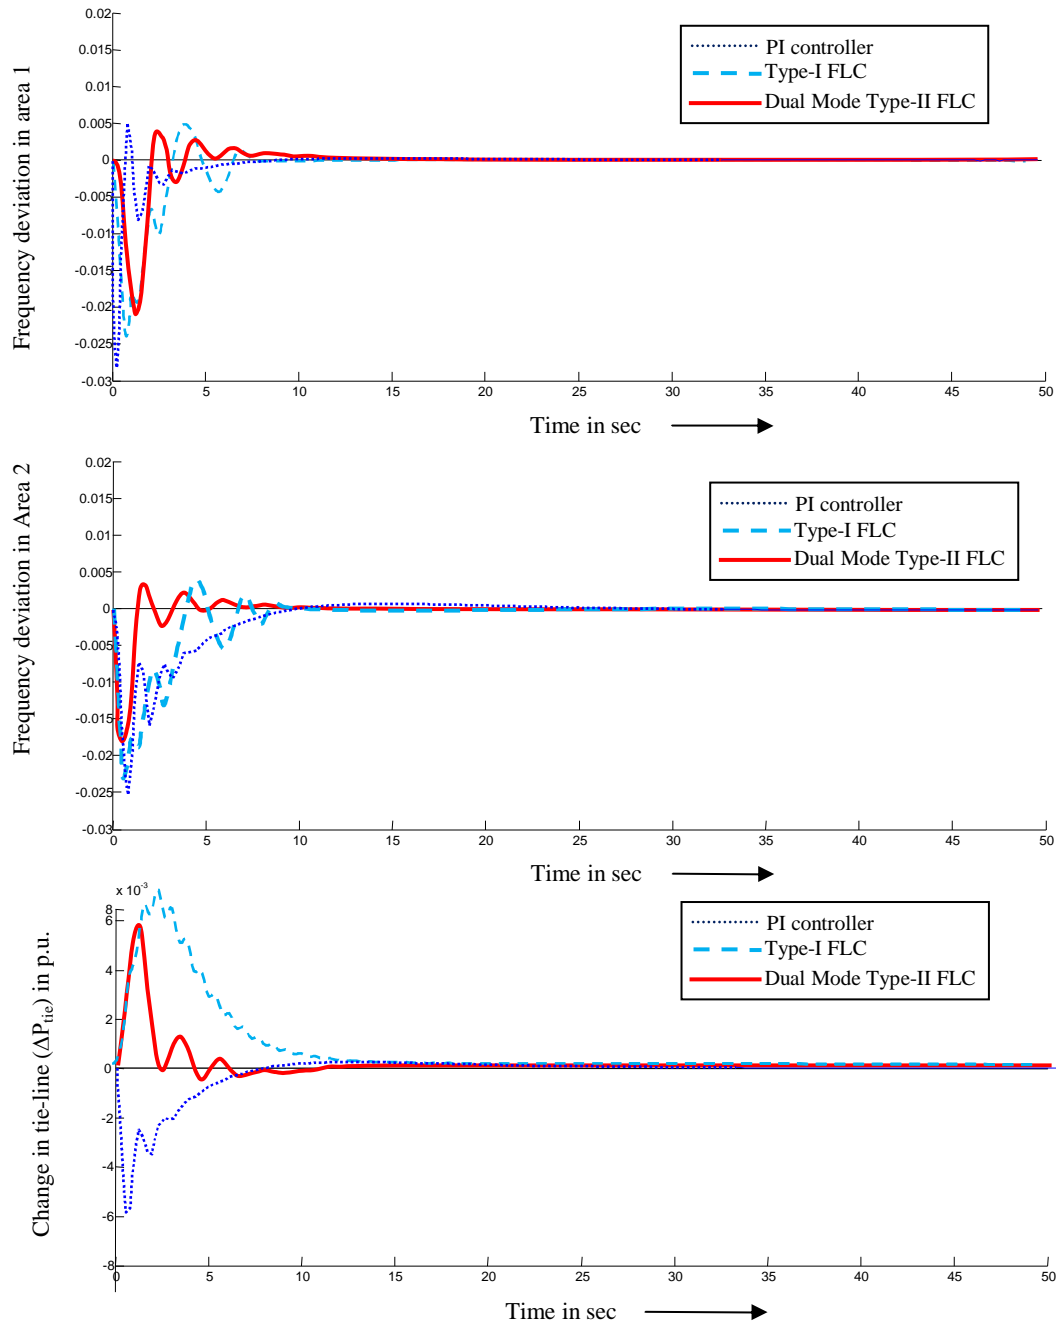 0.02
0.015
0.01
0.005
0
-0.005
-0.01
-0.015
-0.02
-0.025
-0.03
Frequency deviation in area 1
PI controller
Type-I FLC
Dual Mode Type-II FLC
0 5 10 15 20 25 30 35 40 45 50
Time in sec
0.02
0.015
0.01
0.005
0
-0.005
-0.01
-0.015
-0.02
-0.025
-0.03
Frequency deviation in Area 2
PI controller
Type-I FLC
Dual Mode Type-II FLC
0 5 10 15 20 25 30 35 40 45 50
Time in sec
x 10⁻³
8
6
4
2
0
-2
-4
-6
-8
Change in tie-line (ΔPtie) in p.u.
PI controller
Type-I FLC
Dual Mode Type-II FLC
0 5 10 15 20 25 30 35 40 45 50
Time in sec